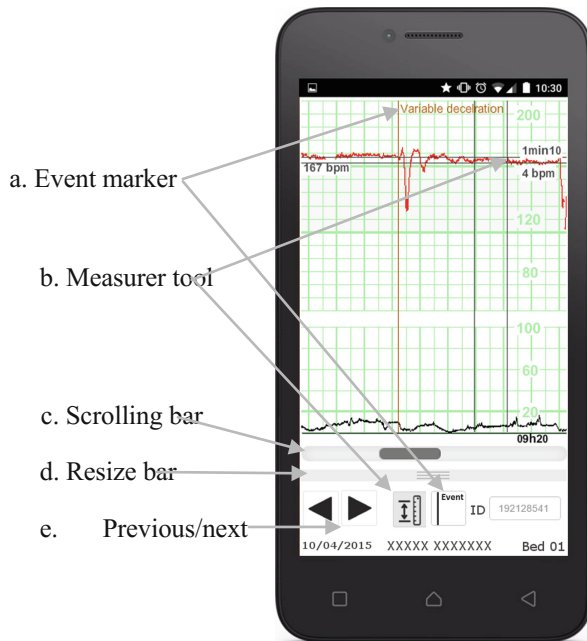 10:30
Variable decelration
200
1min10
167 bpm
4 bpm
a. Event marker
120
b. Measurer tool
80
100
60
c. Scrolling bar
20
09h20
d. Resize bar
Event
ID 192128541
e. Previous/next
10/04/2015 XXXXX XXXXXXX Bed 01